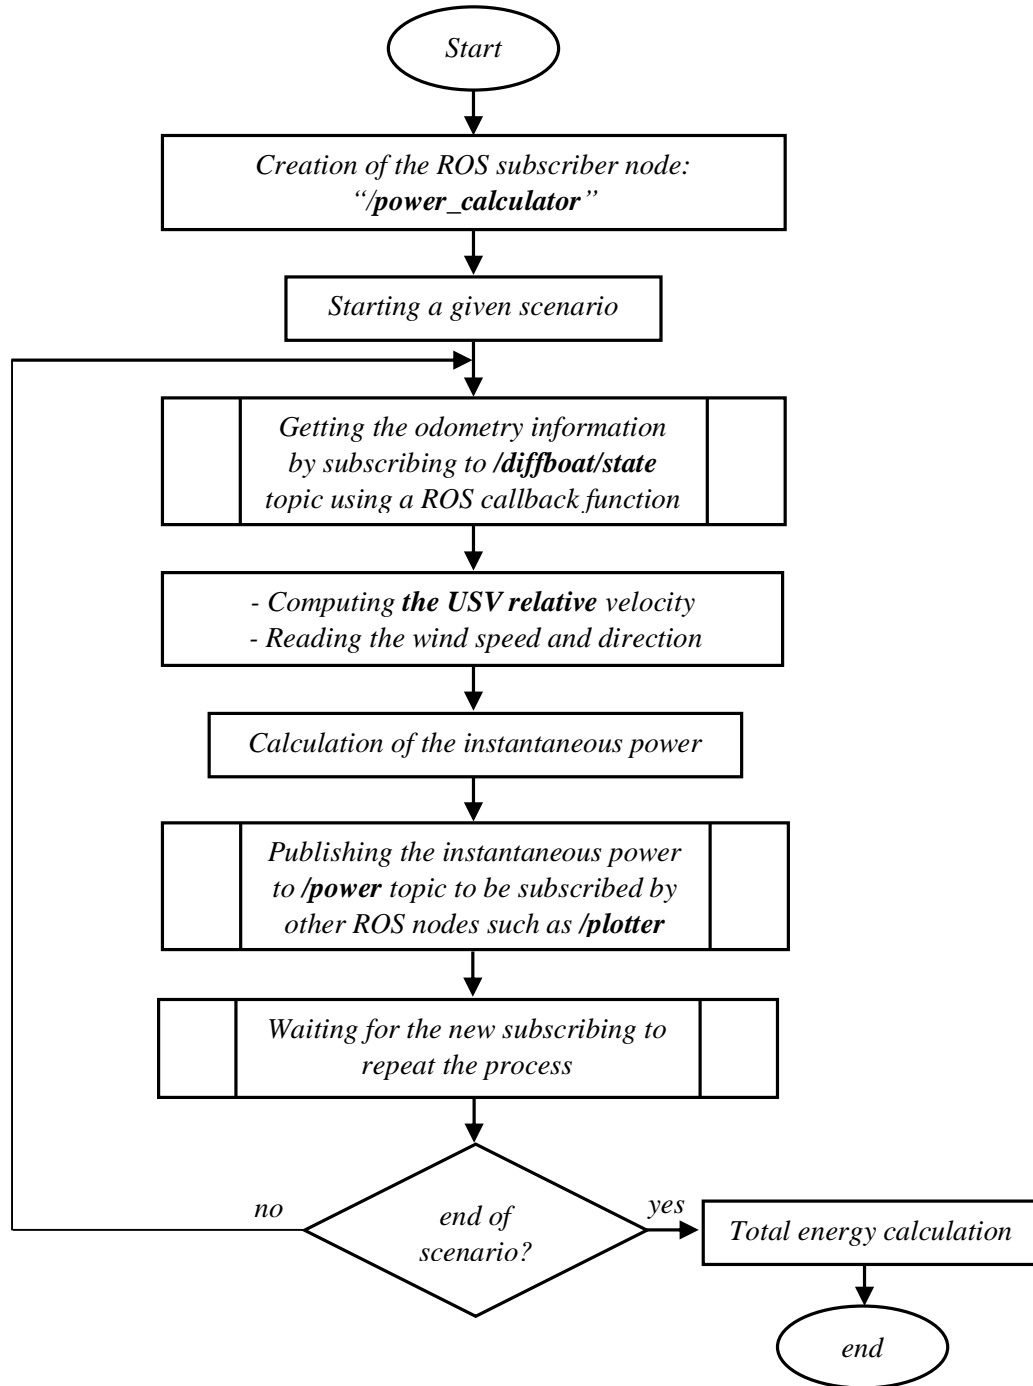 Start
Creation of the ROS subscriber node:
“/power_calculator”
Starting a given scenario
Getting the odometry information
by subscribing to /diffboat/state
topic using a ROS callback function
- Computing the USV relative velocity
- Reading the wind speed and direction
Calculation of the instantaneous power
Publishing the instantaneous power
to /power topic to be subscribed by
other ROS nodes such as /plotter
Waiting for the new subscribing to
repeat the process
no
end of
scenario?
yes
Total energy calculation
end